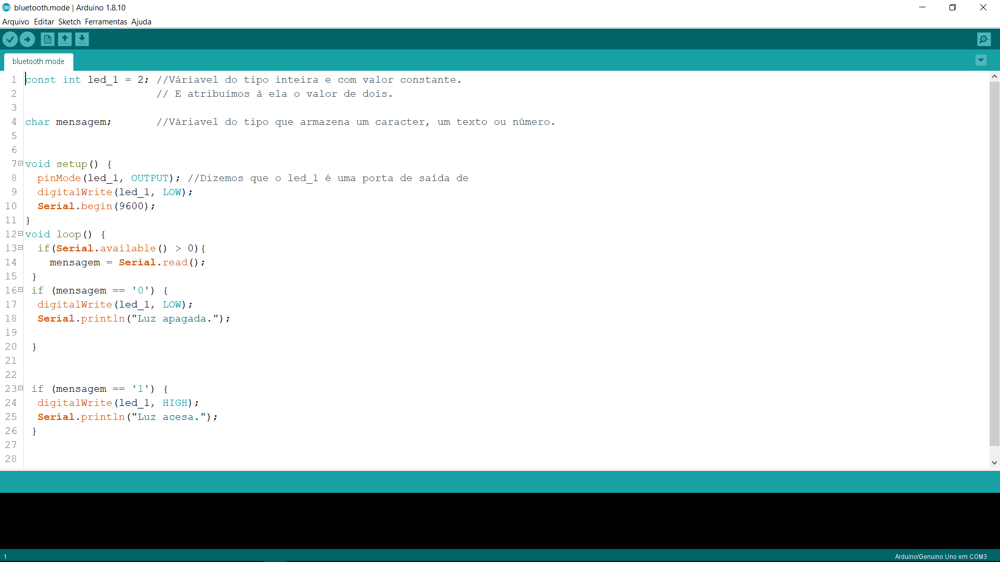 bluetooth.mode | Arduino 1.8.10
Arquivo Editar Sketch Ferramentas Ajuda
bluetooth.mode
1 const int led_1 = 2; //Váriavel do tipo inteira e com valor constante.
2 // E atribuimos à ela o valor de dois.
3
4 char mensagem; //Váriavel do tipo que armazena um caracter, um texto ou número.
5
6
7 void setup() {
8 pinMode(led_1, OUTPUT); //Dizemos que o led_1 é uma porta de saída de
9 digitalWrite(led_1, LOW);
10 Serial.begin(9600);
11 }
12 void loop() {
13 if(Serial.available() > 0){
14 mensagem = Serial.read();
15 }
16 if (mensagem == '0') {
17 digitalWrite(led_1, LOW);
18 Serial.println("Luz apagada.");
19
20 }
21
22
23 if (mensagem == '1') {
24 digitalWrite(led_1, HIGH);
25 Serial.println("Luz acesa.");
26 }
27
28
1 Arduino/Genuino Uno em COM3